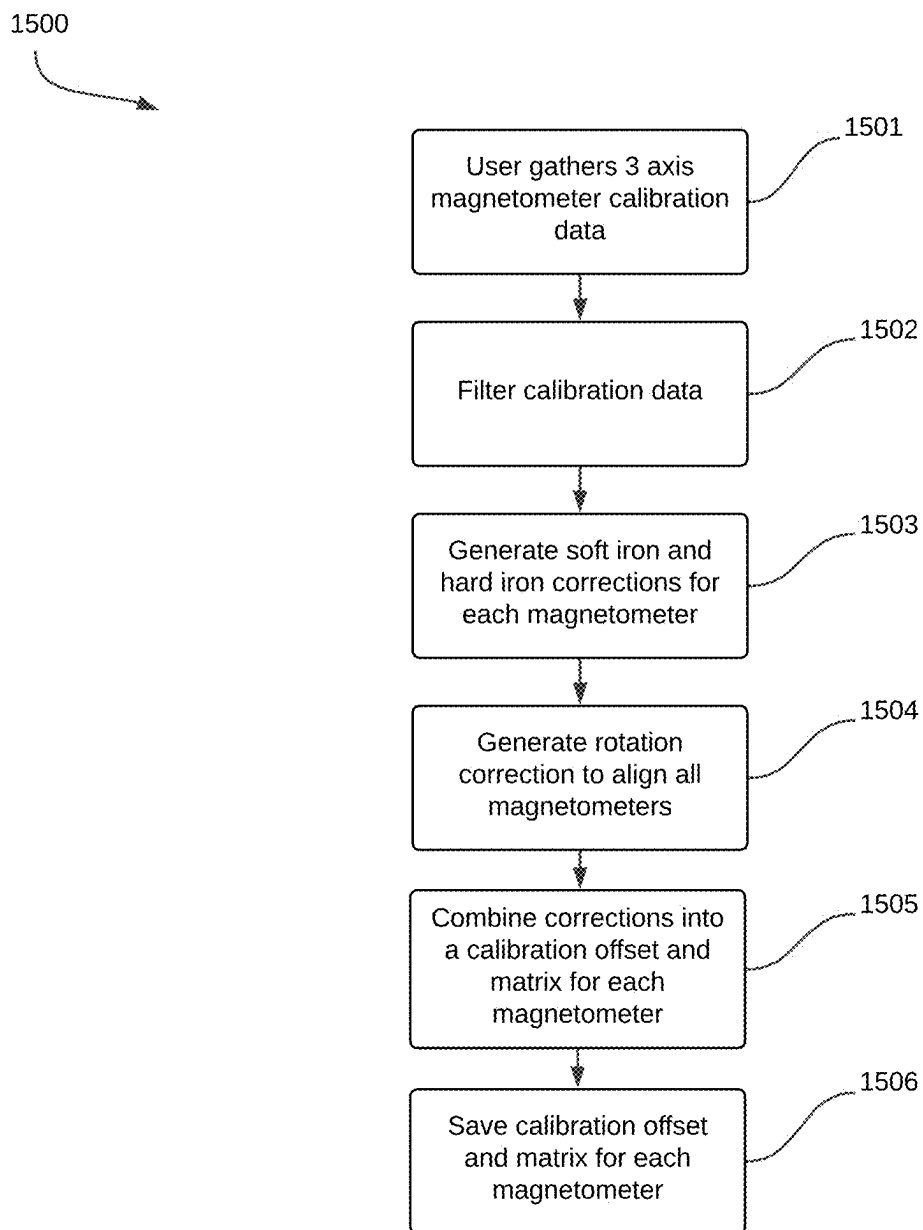 1500
1501
User gathers 3 axis
magnetometer calibration
data
1502
Filter calibration data
1503
Generate soft iron and
hard iron corrections for
each magnetometer
1504
Generate rotation
correction to align all
magnetometers
1505
Combine corrections into
a calibration offset and
matrix for each
magnetometer
1506
Save calibration offset
and matrix for each
magnetometer